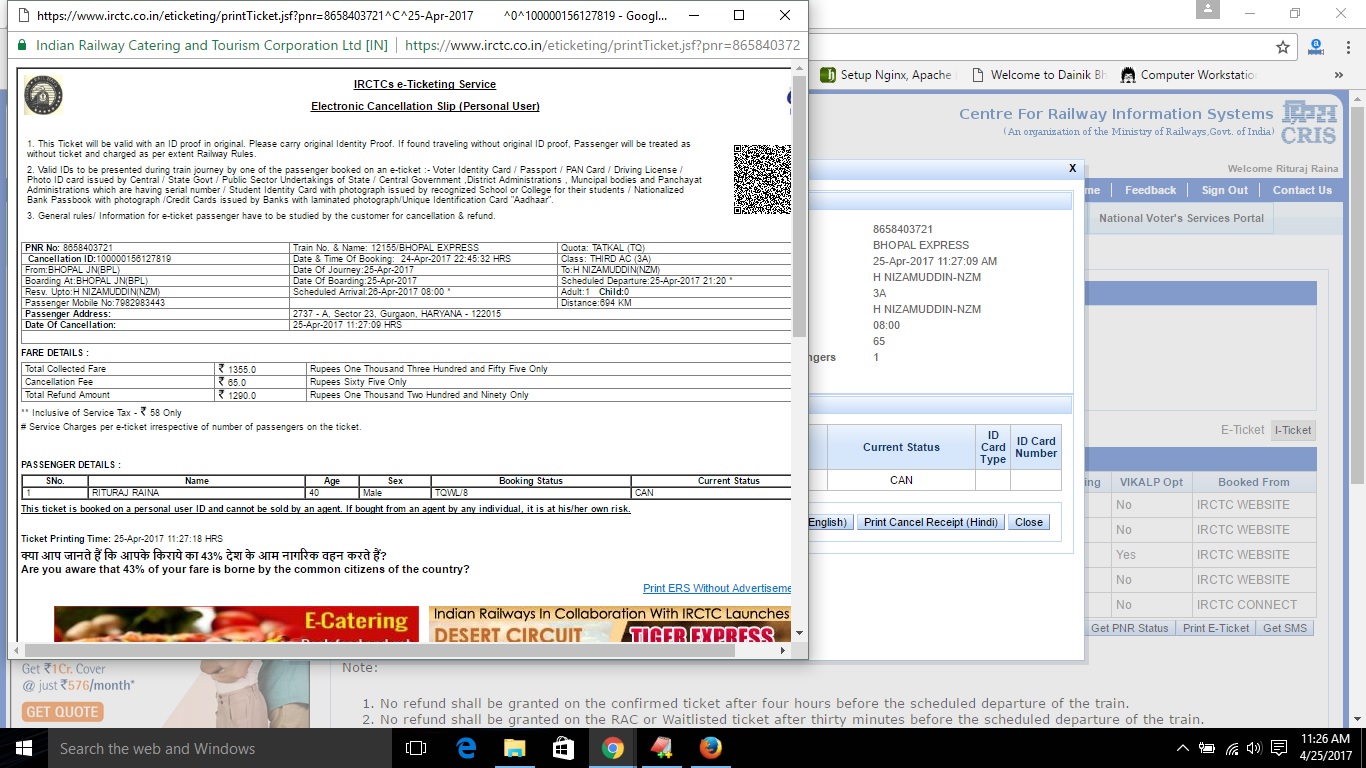 https://www.irctc.co.in/eticketing/printTicket.jsf?pnr=8658403721^C^25-Apr-2017 ^0^100000156127819 - Googl...
Indian Railway Catering and Tourism Corporation Ltd [IN] https://www.irctc.co.in/eticketing/printTicket.jsf?pnr=865840372
IRCTCs e-Ticketing Service
Electronic Cancellation Slip (Personal User)
1. This Ticket will be valid with an ID proof in original. Please carry original Identity Proof. If found traveling without original ID proof, Passenger will be treated as
without ticket and charged as per extent Railway Rules.
2. Valid IDs to be presented during train journey by one of the passenger booked on an e-ticket :- Voter Identity Card / Passport / PAN Card / Driving License /
Photo ID card issued by Central / State Govt / Public Sector Undertakings of State / Central Goverment ,District Administrations , Muncipal bodies and Panchayat
Administrations which are having serial number / Student Identity Card with photograph issued by recognized School or College for their students / Nationalized
Bank Passbook with photograph /Credit Cards issued by Banks with laminated photograph/Unique Identification Card "Aadhaar".
3. General rules/ Information for e-ticket passenger have to be studied by the customer for cancellation & refund.
PNR No: 8658403721 Train No. & Name: 12155/BHOPAL EXPRESS Quota: TATKAL (TQ)
Cancellation ID:100000156127819 Date & Time Of Booking: 24-Apr-2017 22:45:32 HRS Class: THIRD AC (3A)
From:BHOPAL JN(BPL) Date Of Journey:25-Apr-2017 To:H NIZAMUDDIN(NZM)
Boarding At:BHOPAL JN(BPL) Date Of Boarding:25-Apr-2017 Scheduled Departure:25-Apr-2017 21:20 *
Resv. Upto:H NIZAMUDDIN(NZM) Scheduled Arrival:26-Apr-2017 08:00 * Adult:1 Child:0
Passenger Mobile No:7982983443 Distance:694 KM
Passenger Address: 2737 - A, Sector 23, Gurgaon, HARYANA - 122015
Date Of Cancellation: 25-Apr-2017 11:27:09 HRS
FARE DETAILS :
Total Collected Fare ₹ 1355.0 Rupees One Thousand Three Hundred and Fifty Five Only
Cancellation Fee ₹ 65.0 Rupees Sixty Five Only
Total Refund Amount ₹ 1290.0 Rupees One Thousand Two Hundred and Ninety Only
** Inclusive of Service Tax - ₹ 58 Only
# Service Charges per e-ticket irrespective of number of passengers on the ticket.
PASSENGER DETAILS :
SNo. Name Age Sex Booking Status Current Status
1 RITURAJ RAINA 40 Male TQWL/8 CAN
This ticket is booked on a personal user ID and cannot be sold by an agent. If bought from an agent by any individual, it is at his/her own risk.
Ticket Printing Time: 25-Apr-2017 11:27:18 HRS
क्या आप जानते हैं कि आपके किराये का 43% देश के आम नागरिक वहन करते हैं?
Are you aware that 43% of your fare is borne by the common citizens of the country?
Print ERS Without Advertiseme
E-Catering
Indian Railways In Collaboration With IRCTC Launches
DESERT CIRCUIT TIGER EXPRESS
Setup Nginx, Apache Welcome to Dainik Bh Computer Workstatio »
Centre For Railway Information Systems
(An organization of the Ministry of Railways,Govt. of India)
CRIS
Welcome Rituraj Raina
me Feedback Sign Out Contact Us
National Voter's Services Portal
X
8658403721
BHOPAL EXPRESS
25-Apr-2017 11:27:09 AM
H NIZAMUDDIN-NZM
3A
H NIZAMUDDIN-NZM
08:00
65
ngers 1
Current Status ID Card Type ID Card Number
CAN
English) Print Cancel Receipt (Hindi) Close
E-Ticket I-Ticket
ing VIKALP Opt Booked From
No IRCTC WEBSITE
No IRCTC WEBSITE
Yes IRCTC WEBSITE
No IRCTC WEBSITE
No IRCTC CONNECT
Get PNR Status Print E-Ticket Get SMS
Get ₹1Cr. Cover
@ just ₹576/month*
GET QUOTE
Note:
1. No refund shall be granted on the confirmed ticket after four hours before the scheduled departure of the train.
2. No refund shall be granted on the RAC or Waitlisted ticket after thirty minutes before the scheduled departure of the train.
Search the web and Windows
11:26 AM
4/25/2017